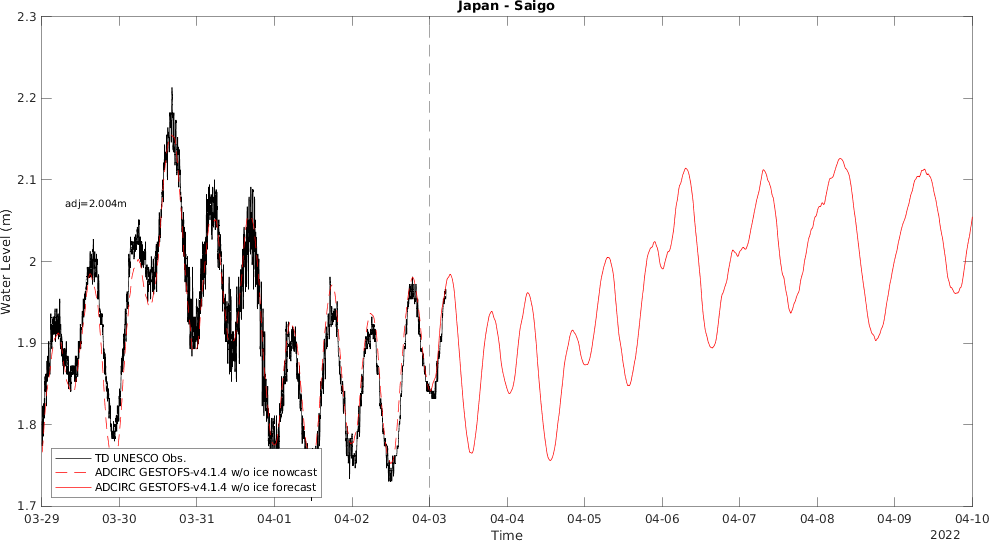 Japan - Saigo
2.3
2.2
2.1
2
1.9
1.8
1.7
Water Level (m)
adj=2.004m
TD UNESCO Obs.
ADCIRC GESTOFS-v4.1.4 w/o ice nowcast
ADCIRC GESTOFS-v4.1.4 w/o ice forecast
03-29 03-30 03-31 04-01 04-02 04-03 04-04 04-05 04-06 04-07 04-08 04-09 04-10
Time
2022